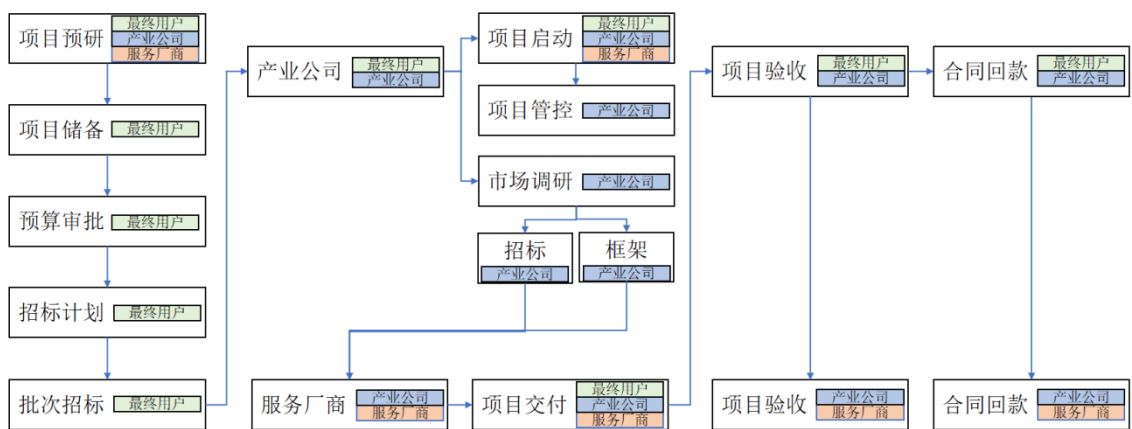 项目预研
最终用户
产业公司
服务厂商
项目储备
最终用户
预算审批
最终用户
招标计划
最终用户
批次招标
最终用户
产业公司
最终用户
产业公司
项目启动
最终用户
产业公司
服务厂商
项目管控
产业公司
市场调研
产业公司
招标
产业公司
框架
产业公司
服务厂商
产业公司
服务厂商
项目交付
最终用户
产业公司
服务厂商
项目验收
最终用户
产业公司
合同回款
最终用户
产业公司
项目验收
产业公司
服务厂商
合同回款
产业公司
服务厂商